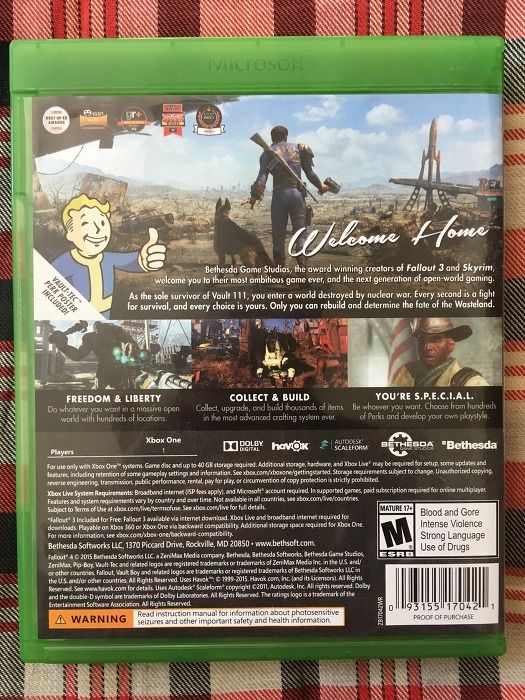 Microsoft
BEST OF E3
AWARDS
gr+
Welcome Home
VAULT-TEC™
PERK POSTER
INCLUDED!
Bethesda Game Studios, the award winning creators of Fallout 3 and Skyrim,
welcome you to their most ambitious game ever, and the next generation of open-world gaming.
As the sole survivor of Vault 111, you enter a world destroyed by nuclear war. Every second is a fight
for survival, and every choice is yours. Only you can rebuild and determine the fate of the Wasteland.
FREEDOM & LIBERTY
Do whatever you want in a massive open
world with hundreds of locations.
COLLECT & BUILD
Collect, upgrade, and build thousands of items
in the most advanced crafting system ever.
YOU'RE S.P.E.C.I.A.L.
Be whoever you want. Choose from hundreds
of Perks and develop your own playstyle.
Xbox One
Players 1
DOLBY
DIGITAL
havok
AUTODESK®
SCALEFORM®
BETHESDA
GAME STUDIOS
Bethesda®
For use only with Xbox One™ systems. Game disc and up to 40 GB storage required. Additional storage, hardware, and Xbox Live® may be required for setup, some updates and
features, including retention of some gameplay settings and information. See xbox.com/xboxone/gettingstarted. Storage requirements subject to change. Unauthorized copying,
reverse engineering, transmission, public performance, rental, pay for play, or circumvention of copy protection is strictly prohibited.
Xbox Live System Requirements: Broadband internet (ISP fees apply), and Microsoft® account required. In supported games, paid subscription required for online multiplayer.
Features and system requirements may vary by country and over time. Not available in all countries, see xbox.com/live/countries.
Subject to Terms of Use at xbox.com/live/termsofuse. See xbox.com/live for full details.
"Fallout" 3 Included for Free: Fallout 3 available via internet download. Xbox Live and broadband internet required for
downloads. Playable on Xbox 360 or Xbox One via backward compatibility. Additional storage space required for Xbox One.
For more information, see xbox.com/xbox-one/backward-compatibility.
Bethesda Softworks LLC, 1370 Piccard Drive, Rockville, MD 20850 • www.bethsoft.com.
Fallout® 4 © 2015 Bethesda Softworks LLC, a ZeniMax Media company. Bethesda, Bethesda Softworks, Bethesda Game Studios,
ZeniMax, Pip-Boy, Vault-Tec and related logos are registered trademarks or trademarks of ZeniMax Media Inc. in the U.S. and/
or other countries. Fallout, Vault Boy and related logos are trademarks or registered trademarks of Bethesda Softworks LLC in
the U.S. and/or other countries. All Rights Reserved. Uses Havok™; © 1999-2015. Havok.com, Inc. (and its licensors). All Rights
Reserved. See www.havok.com for details. Uses Autodesk® Scaleform® copyright ©2011, Autodesk, Inc. All rights reserved. Dolby
and the double-D symbol are trademarks of Dolby Laboratories. All Rights Reserved. The ratings logo is a trademark of the
Entertainment Software Association. All Rights Reserved.
WARNING
Read instruction manual for information about photosensitive
seizures and other important safety and health information.
MATURE 17+
M
ESRB
Blood and Gore
Intense Violence
Strong Language
Use of Drugs
0 93155 17042 1
PROOF OF PURCHASE